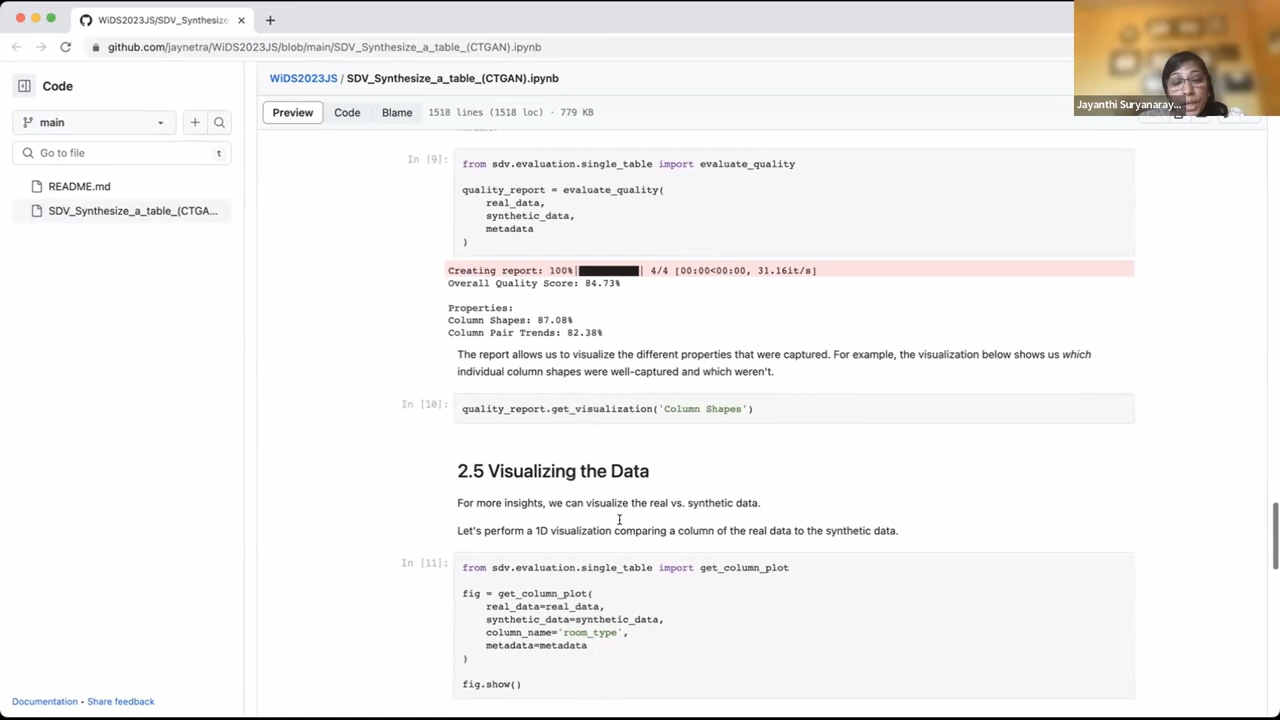 WiDS2023JS/SDV_Synthesize_
github.com/jaynetra/WiDS2023JS/blob/main/SDV_Synthesize_a_table_(CTGAN).ipynb
Jayanthi Suryanaray...
Code
main
Go to file
t
README.md
SDV_Synthesize_a_table_(CTGA...
Documentation • Share feedback
WiDS2023JS / SDV_Synthesize_a_table_(CTGAN).ipynb
Preview Code Blame 1518 lines (1518 loc) · 779 KB
In [9]:
from sdv.evaluation.single_table import evaluate_quality
quality_report = evaluate_quality(
real_data,
synthetic_data,
metadata
)
Creating report: 100%|██████████| 4/4 [00:00<00:00, 31.16it/s]
Overall Quality Score: 84.73%
Properties:
Column Shapes: 87.08%
Column Pair Trends: 82.38%
The report allows us to visualize the different properties that were captured. For example, the visualization below shows us which
individual column shapes were well-captured and which weren't.
In [10]:
quality_report.get_visualization('Column Shapes')
2.5 Visualizing the Data
For more insights, we can visualize the real vs. synthetic data.
Let's perform a 1D visualization comparing a column of the real data to the synthetic data.
In [11]:
from sdv.evaluation.single_table import get_column_plot
fig = get_column_plot(
real_data=real_data,
synthetic_data=synthetic_data,
column_name='room_type',
metadata=metadata
)
fig.show()